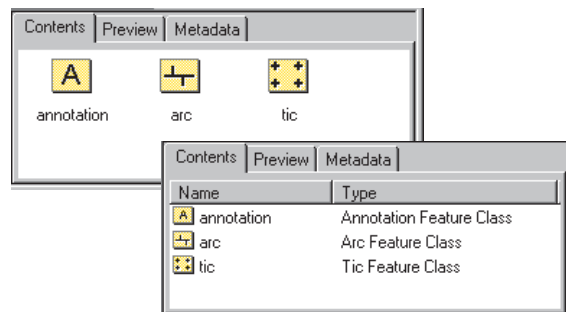 Contents Preview Metadata
A
annotation arc tic
Contents Preview Metadata
Name Type
A annotation Annotation Feature Class
arc Arc Feature Class
tic Tic Feature Class